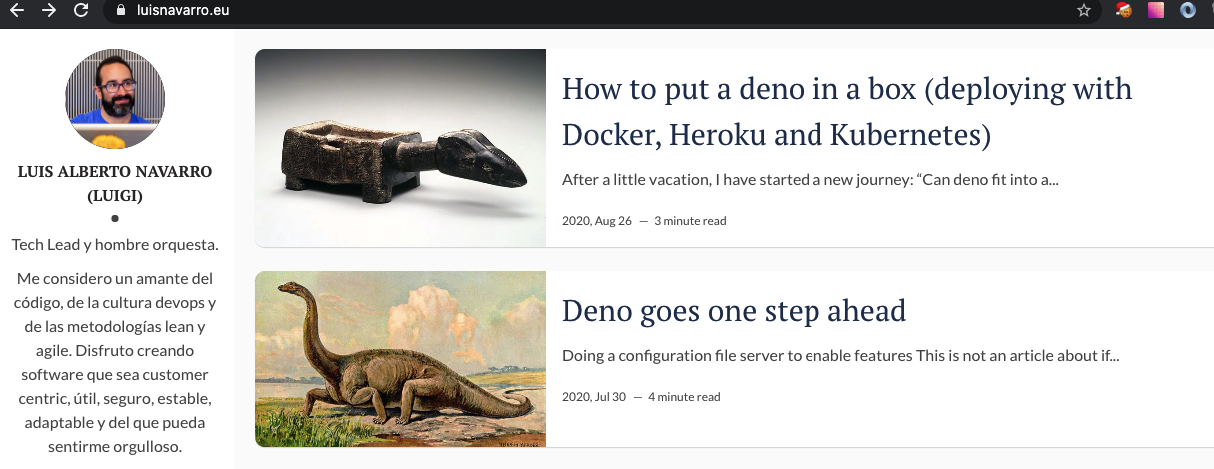 luisnavarro.eu
LUIS ALBERTO NAVARRO
(LUIGI)
Tech Lead y hombre orquesta.
Me considero un amante del
código, de la cultura devops y
de las metodologías lean y
agile. Disfruto creando
software que sea customer
centric, útil, seguro, estable,
adaptable y del que pueda
sentirme orgulloso.
How to put a deno in a box (deploying with
Docker, Heroku and Kubernetes)
After a little vacation, I have started a new journey: “Can deno fit into a...
2020, Aug 26 — 3 minute read
Deno goes one step ahead
Doing a configuration file server to enable features This is not an article about if...
2020, Jul 30 — 4 minute read